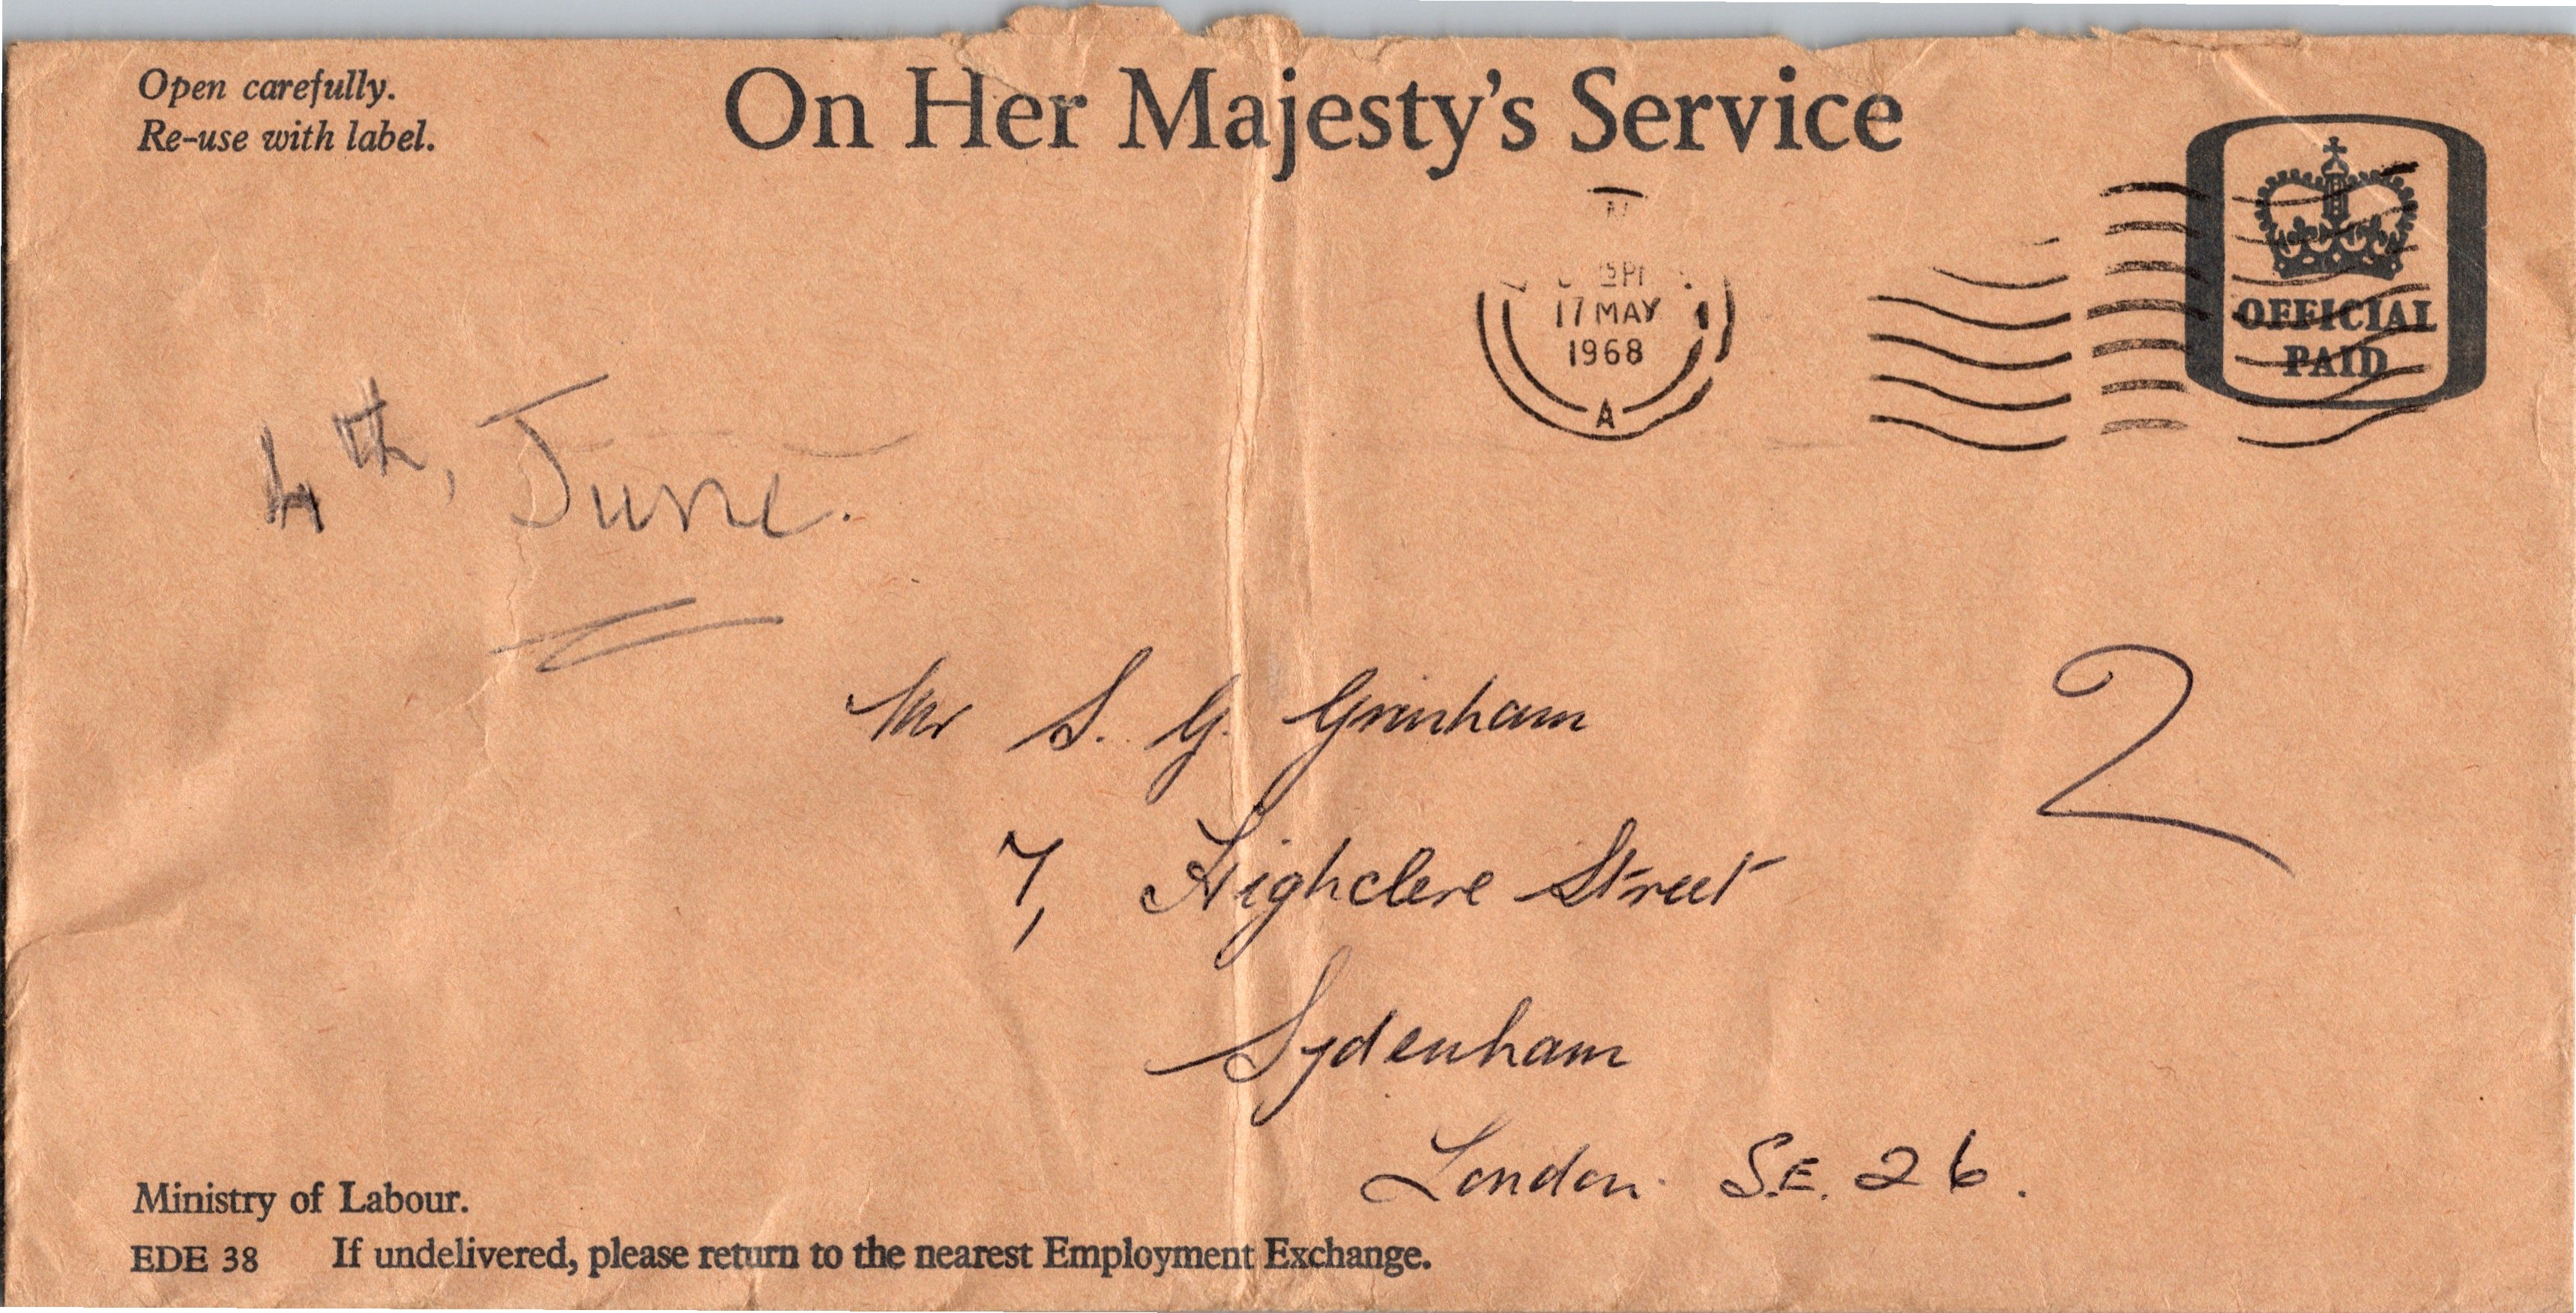 Open carefully.
Re-use with label.
On Her Majesty's Service
17 MAY
1968
A
OFFICIAL
PAID
4th, June.
Mr S. G. Grinham
2
7, Highclere Street
Sydenham
London. S.E. 26.
Ministry of Labour.
EDE 38 If undelivered, please return to the nearest Employment Exchange.